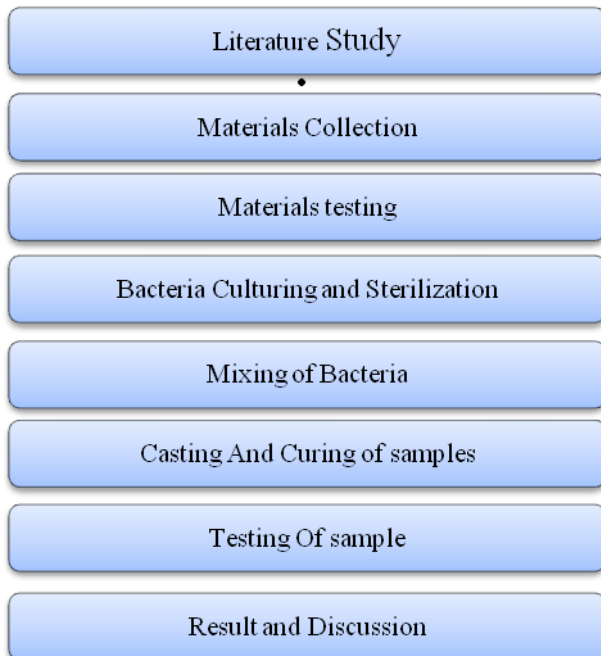 Literature Study
Materials Collection
Materials testing
Bacteria Culturing and Sterilization
Mixing of Bacteria
Casting And Curing of samples
Testing Of sample
Result and Discussion